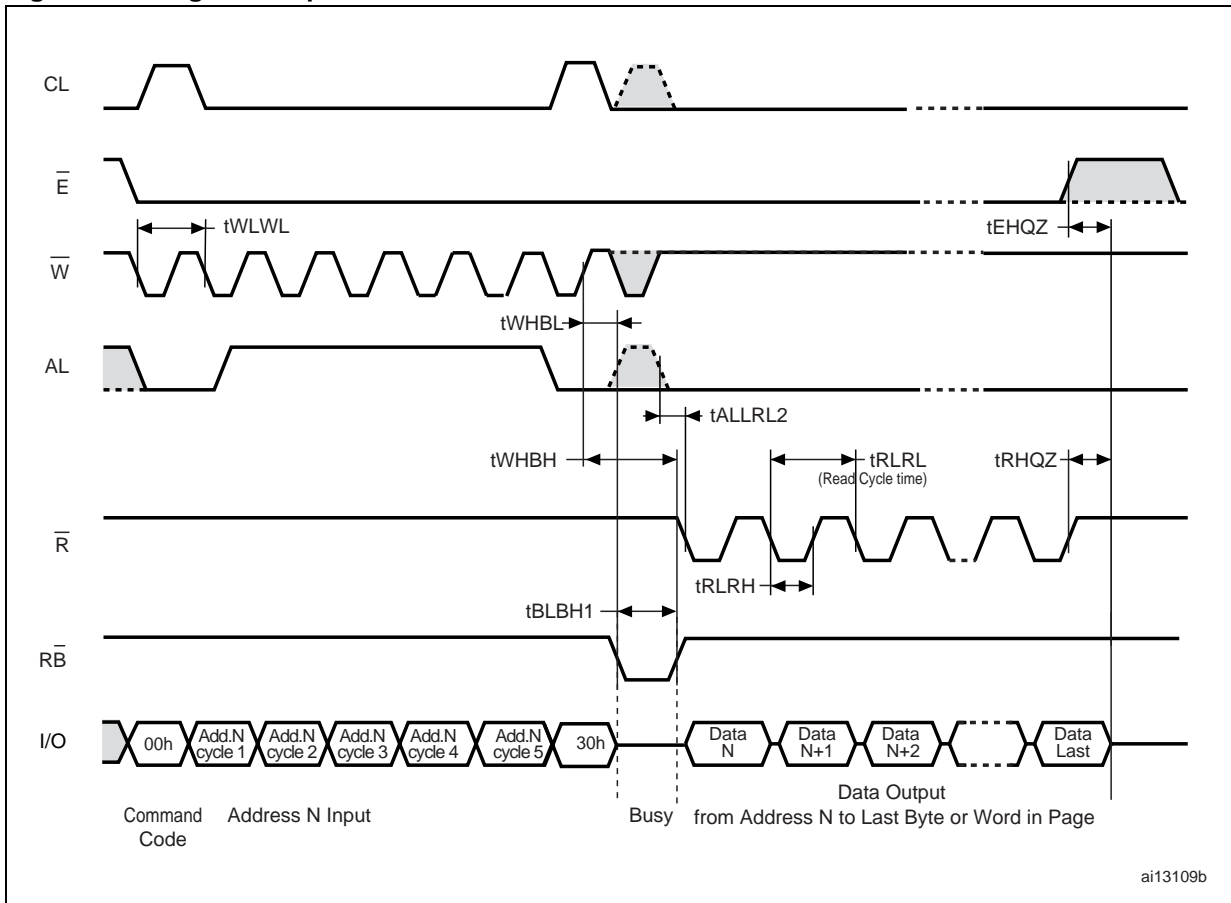 CL
E
tWLWL
tEHQZ
W
tWHBL
AL
tALLRL2
tWHBH
tRLRL
(Read Cycle time)
tRHQZ
R
tRLRH
tBLBH1
RB
I/O
00h
Add.N
cycle 1
Add.N
cycle 2
Add.N
cycle 3
Add.N
cycle 4
Add.N
cycle 5
30h
Data
N
Data
N+1
Data
N+2
Data
Last
Command
Code
Address N Input
Busy
Data Output
from Address N to Last Byte or Word in Page
ai13109b